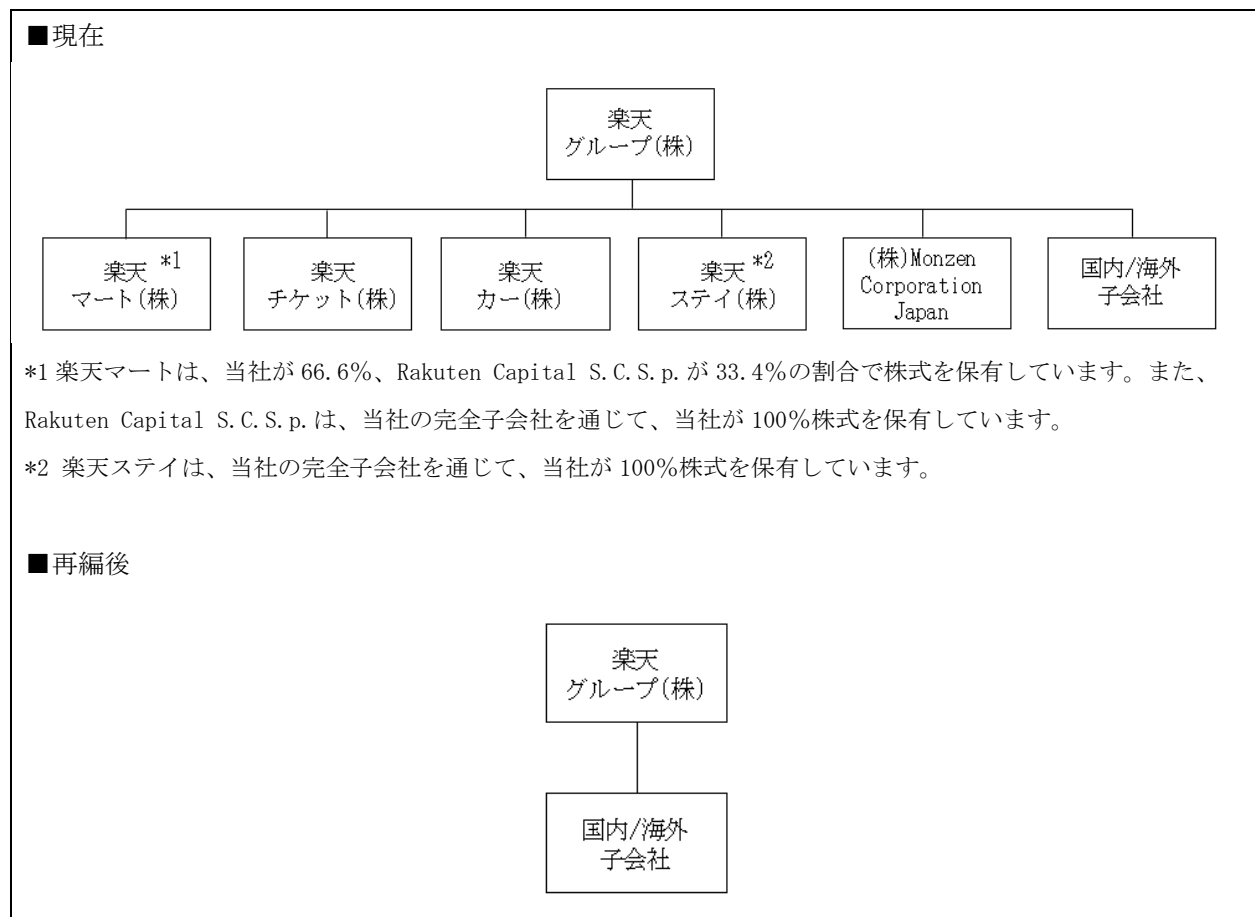 ■現在
楽天
グループ(株)
楽天 *1
マート(株)
楽天
チケット(株)
楽天
カー(株)
楽天 *2
ステイ(株)
(株)Monzen
Corporation
Japan
国内/海外
子会社
*1 楽天マートは、当社が 66.6%、Rakuten Capital S.C.S.p.が 33.4%の割合で株式を保有しています。また、
Rakuten Capital S.C.S.p.は、当社の完全子会社を通じて、当社が 100%株式を保有しています。
*2 楽天ステイは、当社の完全子会社を通じて、当社が 100%株式を保有しています。
■再編後
楽天
グループ(株)
国内/海外
子会社